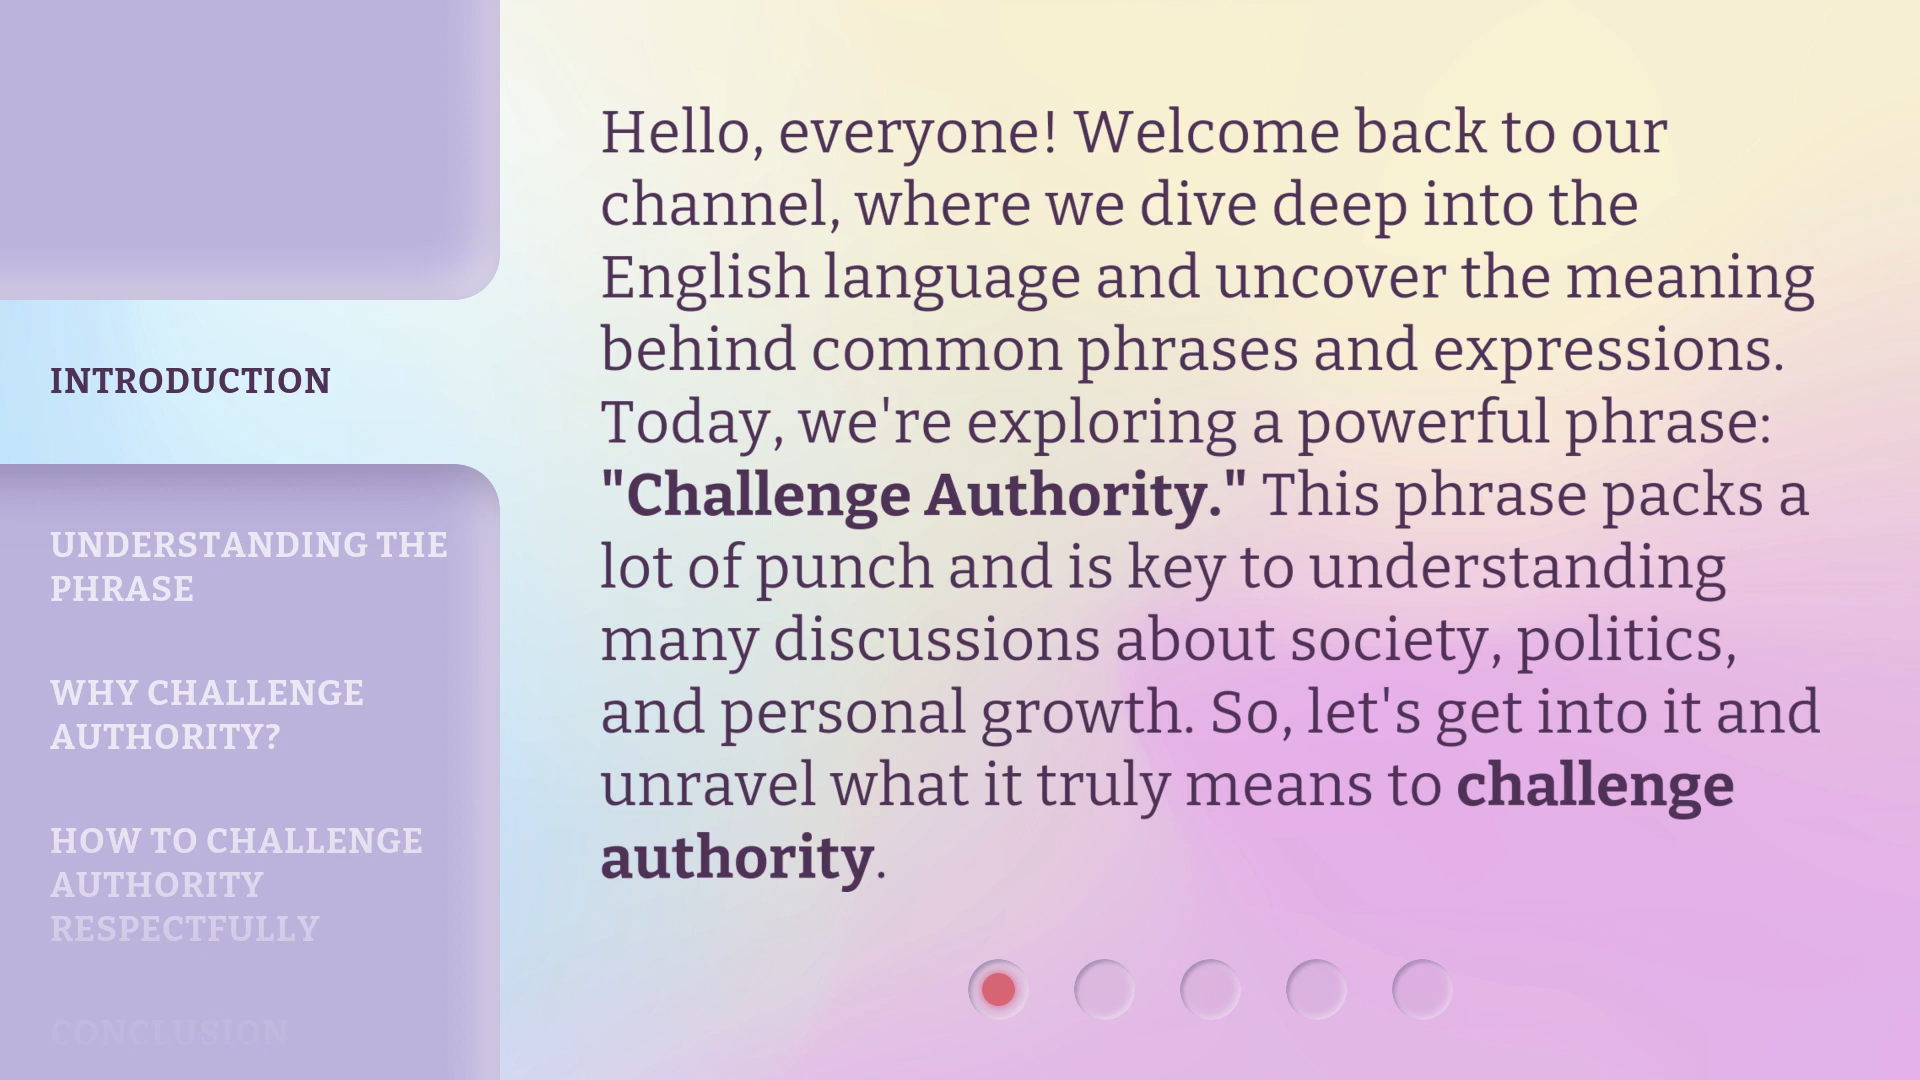 INTRODUCTION
UNDERSTANDING THE
PHRASE
WHY CHALLENGE
AUTHORITY?
HOW TO CHALLENGE
AUTHORITY
RESPECTFULLY
CONCLUSION
Hello, everyone! Welcome back to our
channel, where we dive deep into the
English language and uncover the meaning
behind common phrases and expressions.
Today, we're exploring a powerful phrase:
"Challenge Authority." This phrase packs a
lot of punch and is key to understanding
many discussions about society, politics,
and personal growth. So, let's get into it and
unravel what it truly means to challenge
authority.